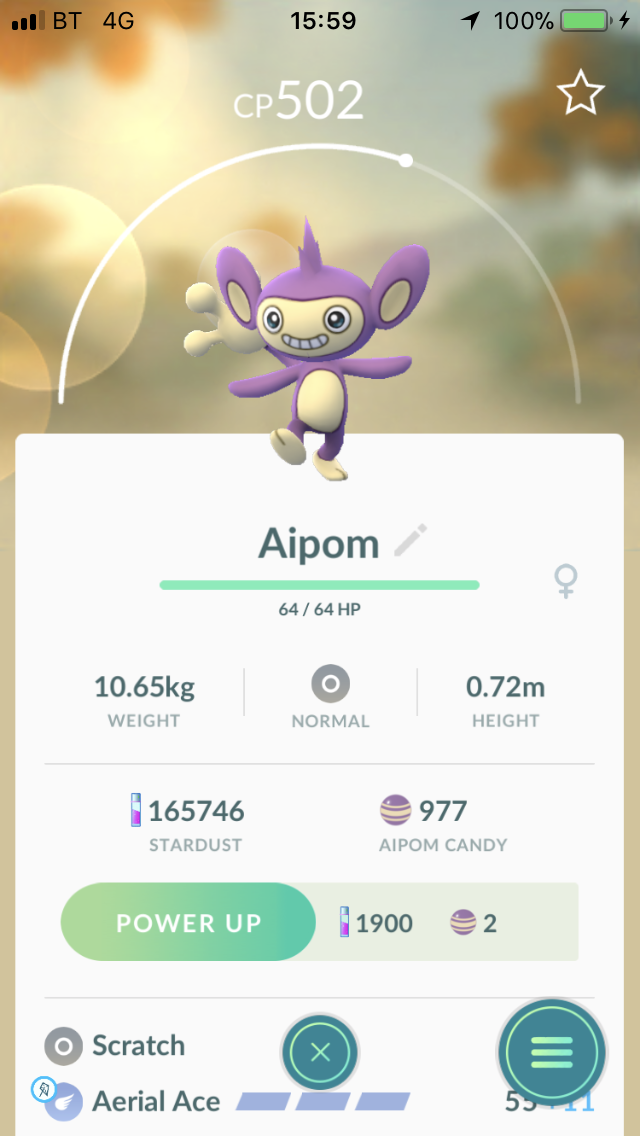 BT 4G 15:59 100%
CP502
Aipom
64 / 64 HP
10.65kg NORMAL 0.72m
WEIGHT HEIGHT
165746 977
STARDUST AIPOM CANDY
POWER UP 1900 2
Scratch
Aerial Ace 55